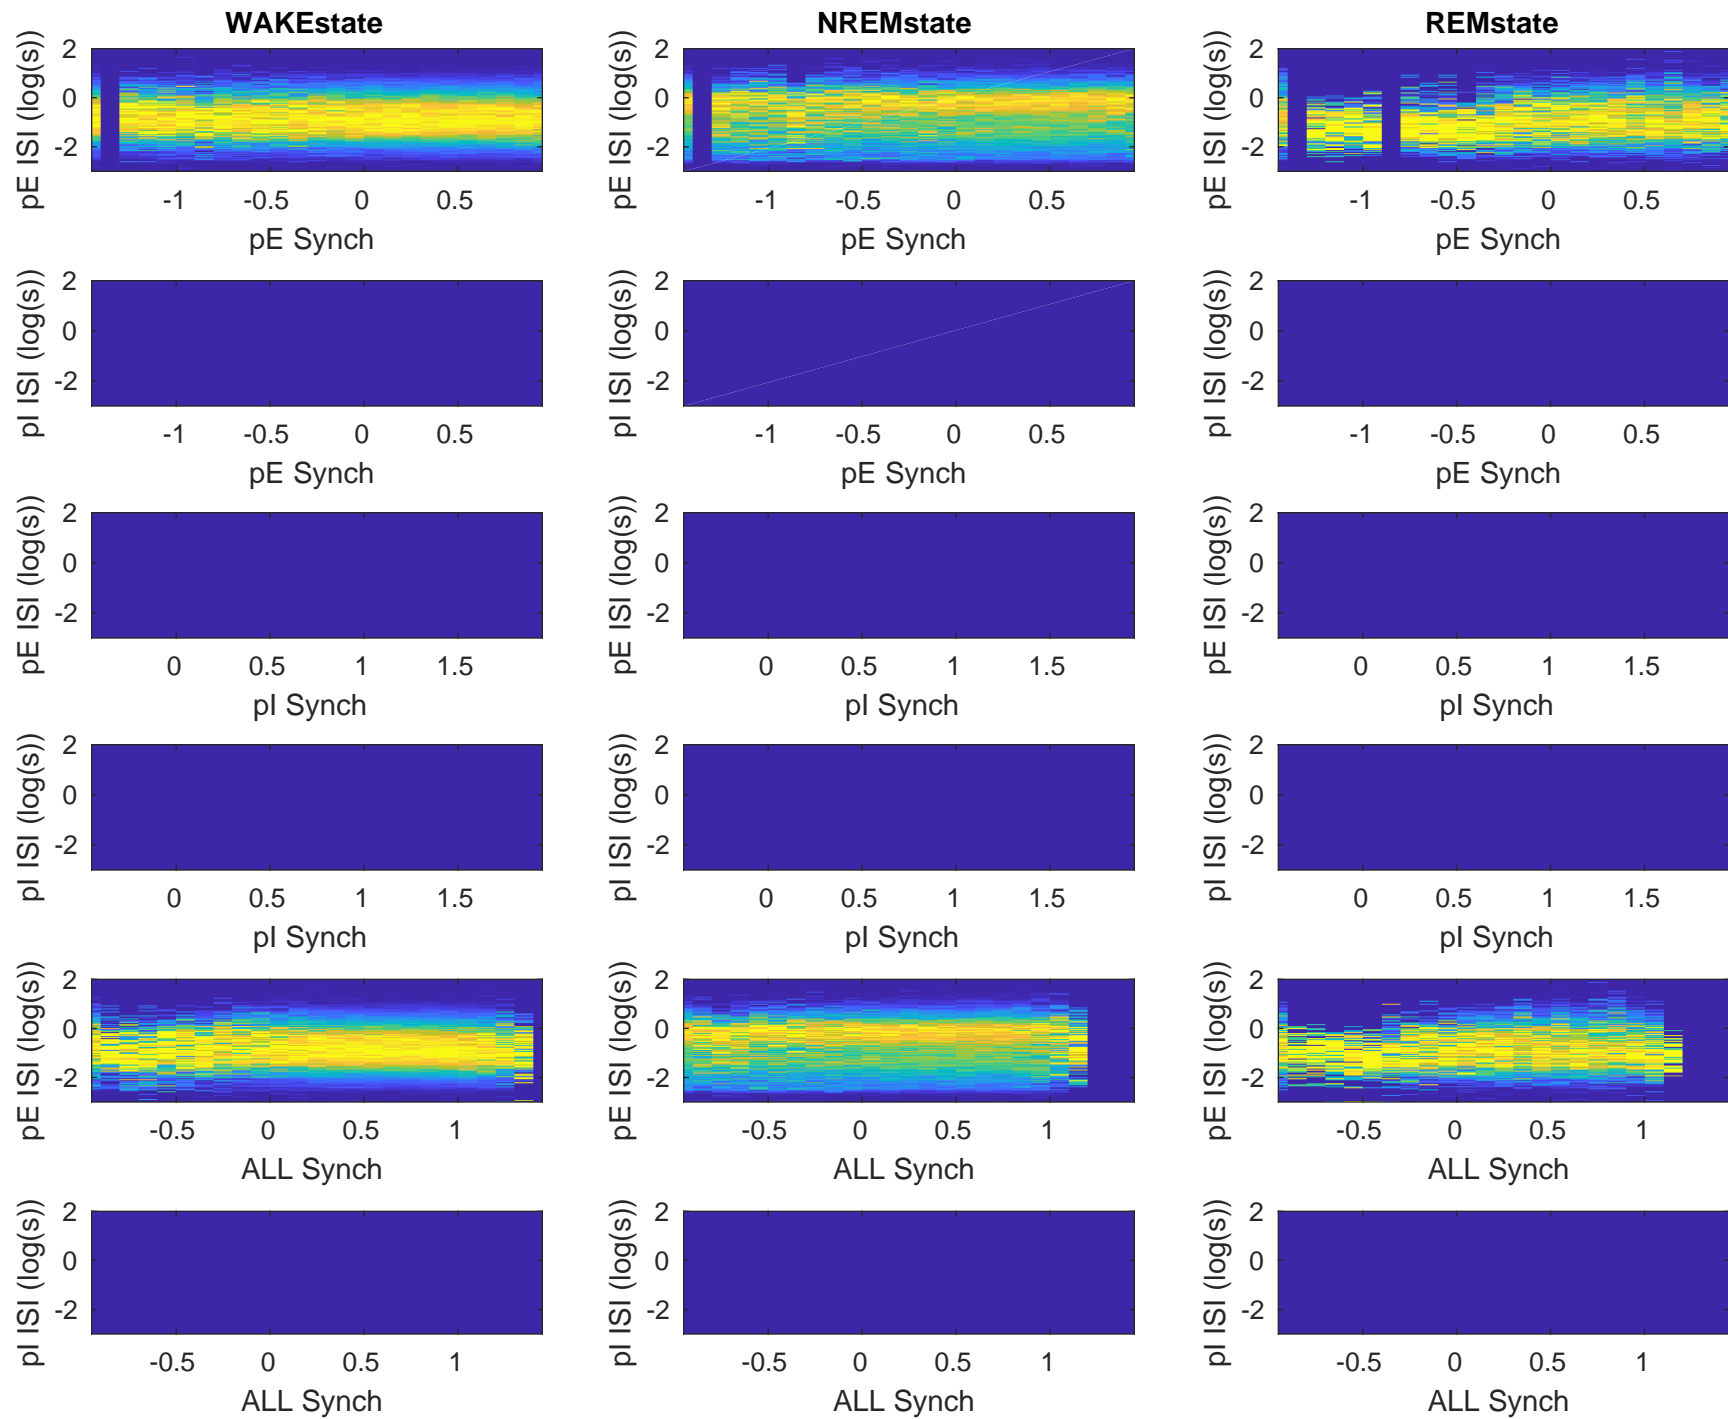 WAKEstate NREMstate REMstate
pE ISI (log(s)) 2 0 -2 pE ISI (log(s)) 2 0 -2 pE ISI (log(s)) 2 0 -2
-1 -0.5 0 0.5 -1 -0.5 0 0.5 -1 -0.5 0 0.5
pE Synch pE Synch pE Synch
pI ISI (log(s)) 2 0 -2 pI ISI (log(s)) 2 0 -2 pI ISI (log(s)) 2 0 -2
-1 -0.5 0 0.5 -1 -0.5 0 0.5 -1 -0.5 0 0.5
pE Synch pE Synch pE Synch
pE ISI (log(s)) 2 0 -2 pE ISI (log(s)) 2 0 -2 pE ISI (log(s)) 2 0 -2
0 0.5 1 1.5 0 0.5 1 1.5 0 0.5 1 1.5
pI Synch pI Synch pI Synch
pI ISI (log(s)) 2 0 -2 pI ISI (log(s)) 2 0 -2 pI ISI (log(s)) 2 0 -2
0 0.5 1 1.5 0 0.5 1 1.5 0 0.5 1 1.5
pI Synch pI Synch pI Synch
pE ISI (log(s)) 2 0 -2 pE ISI (log(s)) 2 0 -2 pE ISI (log(s)) 2 0 -2
-0.5 0 0.5 1 -0.5 0 0.5 1 -0.5 0 0.5 1
ALL Synch ALL Synch ALL Synch
pI ISI (log(s)) 2 0 -2 pI ISI (log(s)) 2 0 -2 pI ISI (log(s)) 2 0 -2
-0.5 0 0.5 1 -0.5 0 0.5 1 -0.5 0 0.5 1
ALL Synch ALL Synch ALL Synch